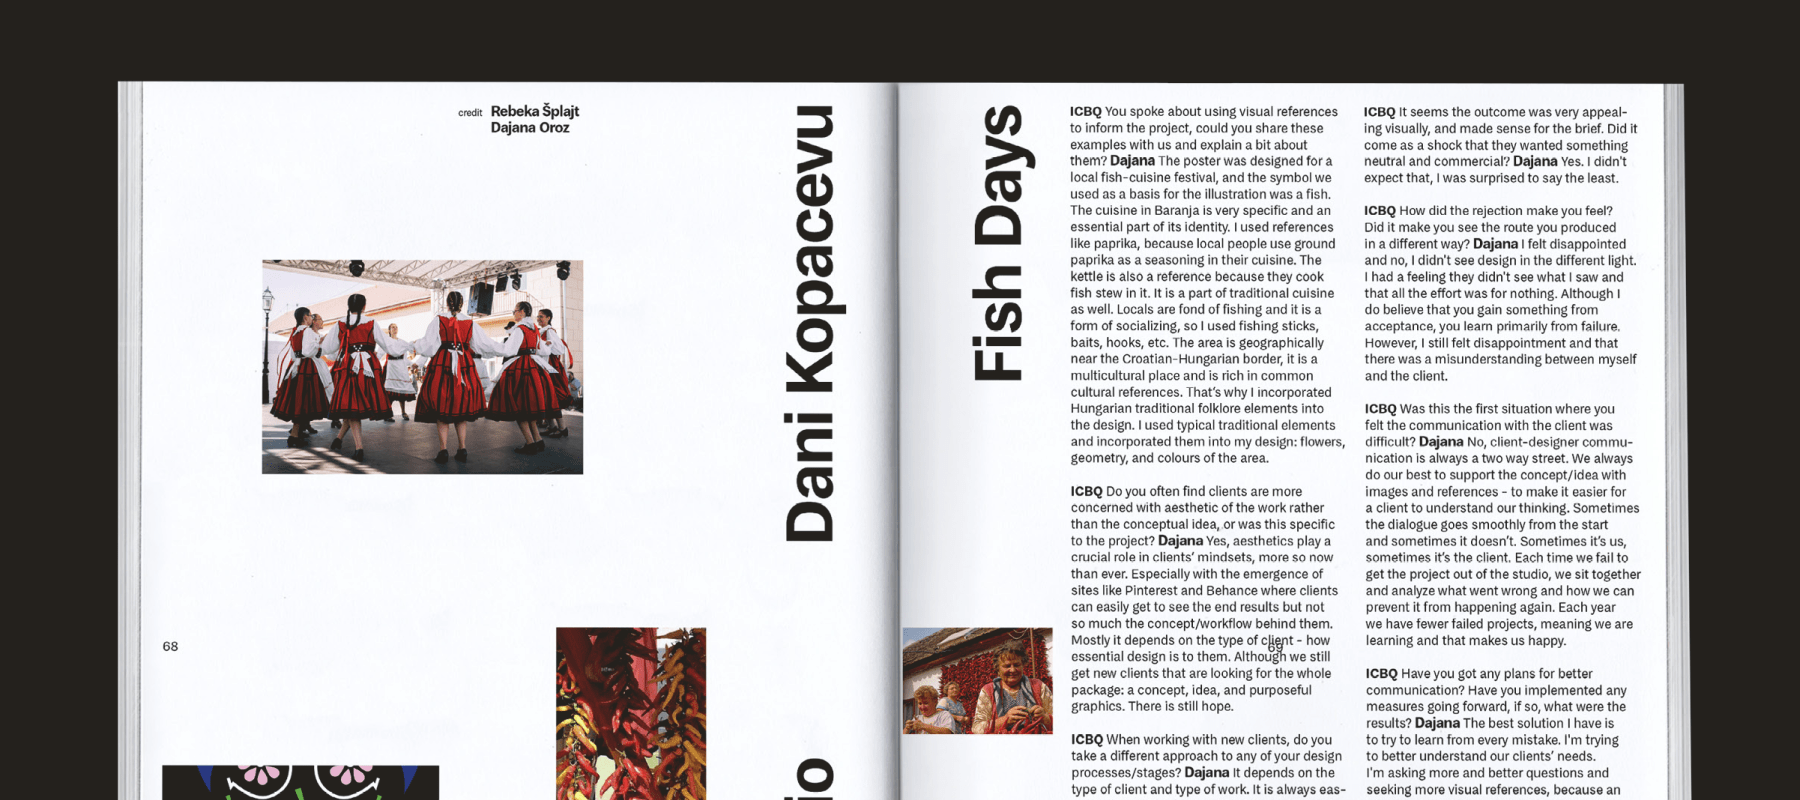 credit Rebeka Šplajt
Dajana Oroz
Dani Kopacevu
io
68
Fish Days
ICBQ You spoke about using visual references
to inform the project, could you share these
examples with us and explain a bit about
them? Dajana The poster was designed for a
local fish-cuisine festival, and the symbol we
used as a basis for the illustration was a fish.
The cuisine in Baranja is very specific and an
essential part of its identity. I used references
like paprika, because local people use ground
paprika as a seasoning in their cuisine. The
kettle is also a reference because they cook
fish stew in it. It is a part of traditional cuisine
as well. Locals are fond of fishing and it is a
form of socializing, so I used fishing sticks,
baits, hooks, etc. The area is geographically
near the Croatian-Hungarian border, it is a
multicultural place and is rich in common
cultural references. That's why I incorporated
Hungarian traditional folklore elements into
the design. I used typical traditional elements
and incorporated them into my design: flowers,
geometry, and colours of the area.
ICBQ Do you often find clients are more
concerned with aesthetic of the work rather
than the conceptual idea, or was this specific
to the project? Dajana Yes, aesthetics play a
crucial role in clients' mindsets, more so now
than ever. Especially with the emergence of
sites like Pinterest and Behance where clients
can easily get to see the end results but not
so much the concept/workflow behind them.
Mostly it depends on the type of client - how
essential design is to them. Although we still
get new clients that are looking for the whole
package: a concept, idea, and purposeful
graphics. There is still hope.
ICBQ When working with new clients, do you
take a different approach to any of your design
processes/stages? Dajana It depends on the
type of client and type of work. It is always eas-
69
ICBQ It seems the outcome was very appeal-
ing visually, and made sense for the brief. Did it
come as a shock that they wanted something
neutral and commercial? Dajana Yes. I didn't
expect that, I was surprised to say the least.
ICBQ How did the rejection make you feel?
Did it make you see the route you produced
in a different way? Dajana I felt disappointed
and no, I didn't see design in the different light.
I had a feeling they didn't see what I saw and
that all the effort was for nothing. Although I
do believe that you gain something from
acceptance, you learn primarily from failure.
However, I still felt disappointment and that
there was a misunderstanding between myself
and the client.
ICBQ Was this the first situation where you
felt the communication with the client was
difficult? Dajana No, client-designer commu-
nication is always a two way street. We always
do our best to support the concept/idea with
images and references - to make it easier for
a client to understand our thinking. Sometimes
the dialogue goes smoothly from the start
and sometimes it doesn't. Sometimes it's us,
sometimes it's the client. Each time we fail to
get the project out of the studio, we sit together
and analyze what went wrong and how we can
prevent it from happening again. Each year
we have fewer failed projects, meaning we are
learning and that makes us happy.
ICBQ Have you got any plans for better
communication? Have you implemented any
measures going forward, if so, what were the
results? Dajana The best solution I have is
to try to learn from every mistake. I'm trying
to better understand our clients' needs.
I'm asking more and better questions and
seeking more visual references, because an